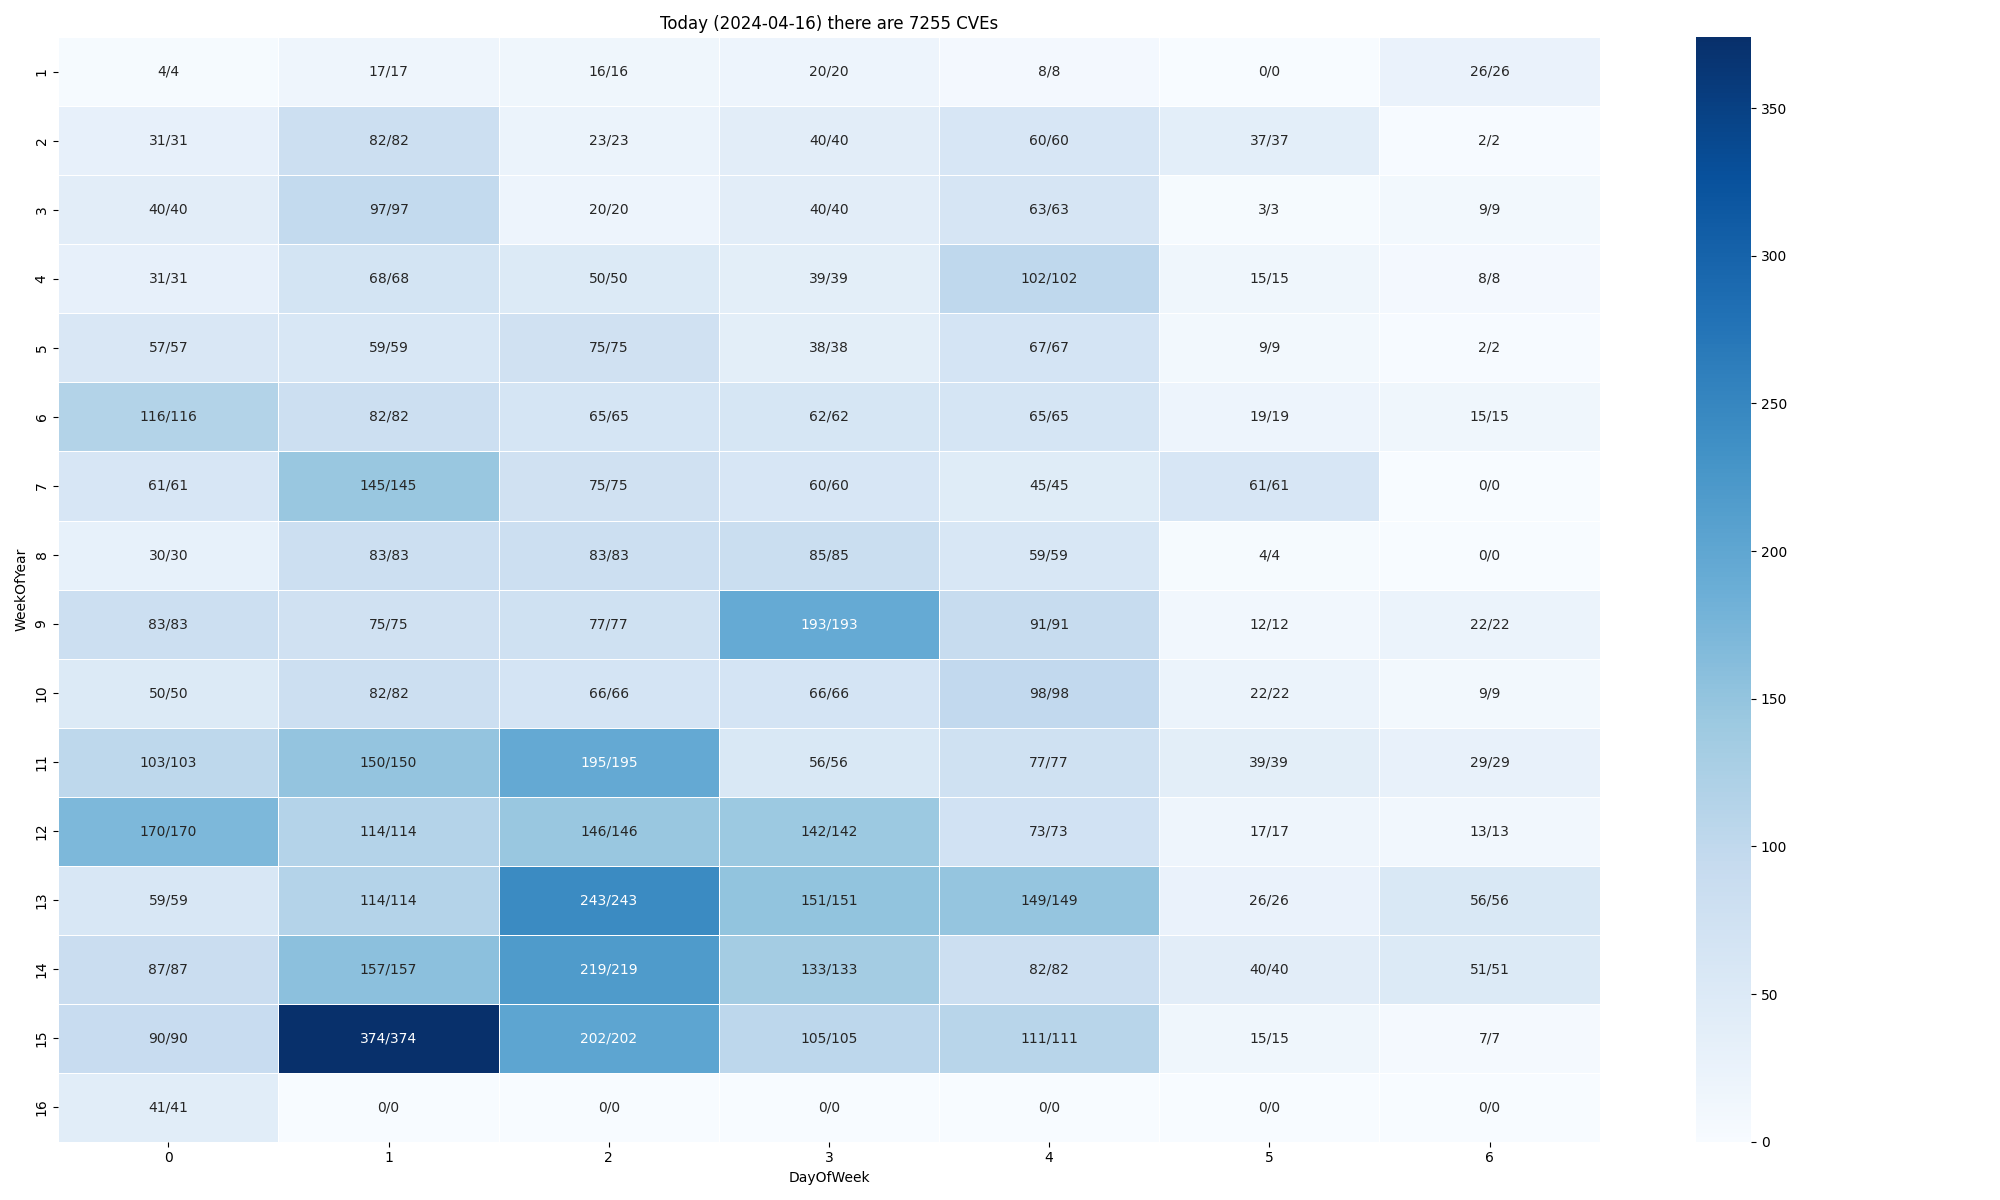 Today (2024-04-16) there are 7255 CVEs
1 4/4 17/17 16/16 20/20 8/8 0/0 26/26
2 31/31 82/82 23/23 40/40 60/60 37/37 2/2
3 40/40 97/97 20/20 40/40 63/63 3/3 9/9
4 31/31 68/68 50/50 39/39 102/102 15/15 8/8
5 57/57 59/59 75/75 38/38 67/67 9/9 2/2
6 116/116 82/82 65/65 62/62 65/65 19/19 15/15
7 61/61 145/145 75/75 60/60 45/45 61/61 0/0
8 30/30 83/83 83/83 85/85 59/59 4/4 0/0
9 83/83 75/75 77/77 193/193 91/91 12/12 22/22
10 50/50 82/82 66/66 66/66 98/98 22/22 9/9
11 103/103 150/150 195/195 56/56 77/77 39/39 29/29
12 170/170 114/114 146/146 142/142 73/73 17/17 13/13
13 59/59 114/114 243/243 151/151 149/149 26/26 56/56
14 87/87 157/157 219/219 133/133 82/82 40/40 51/51
15 90/90 374/374 202/202 105/105 111/111 15/15 7/7
16 41/41 0/0 0/0 0/0 0/0 0/0 0/0
0 1 2 3 4 5 6
DayOfWeek
WeekOfYear
350
300
250
200
150
100
50
0